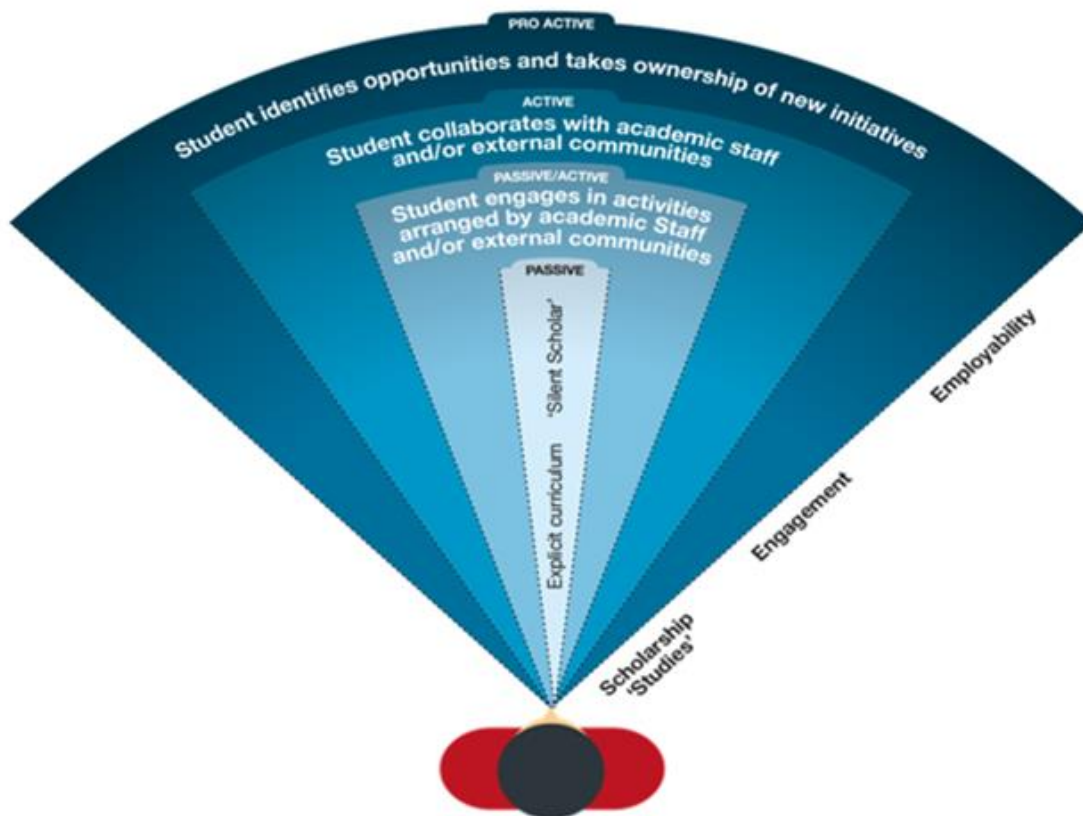 PRO ACTIVE
Student identifies opportunities and takes ownership of new initiatives
ACTIVE
Student collaborates with academic staff
and/or external communities
PASSIVE/ACTIVE
Student engages in activities
arranged by academic Staff
and/or external communities
PASSIVE
Explicit curriculum 'Silent Scholar'
Employability
Engagement
Scholarship
'Studies'